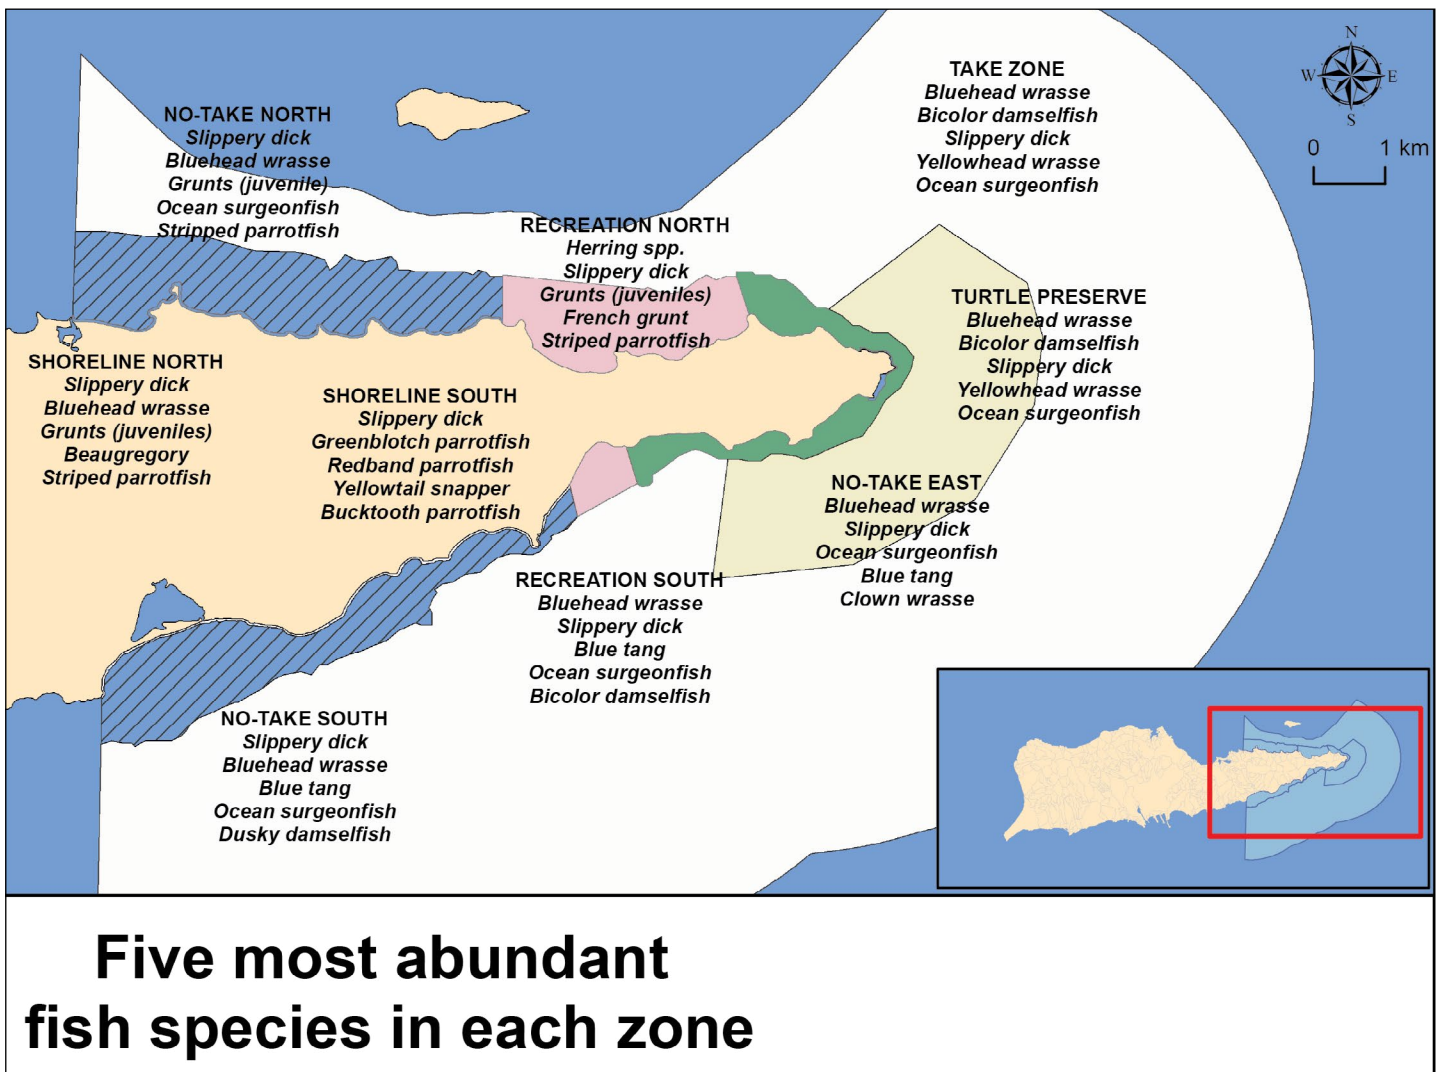 NO-TAKE NORTH
Slippery dick
Bluehead wrasse
Grunts (juvenile)
Ocean surgeonfish
Stripped parrotfish
RECREATION NORTH
Herring spp.
Slippery dick
Grunts (juveniles)
French grunt
Striped parrotfish
TAKE ZONE
Bluehead wrasse
Bicolor damselfish
Slippery dick
Yellowhead wrasse
Ocean surgeonfish
N
W
E
S
0 1 km
TURTLE PRESERVE
Bluehead wrasse
Bicolor damselfish
Slippery dick
Yellowhead wrasse
Ocean surgeonfish
SHORELINE NORTH
Slippery dick
Bluehead wrasse
Grunts (juveniles)
Beaugregory
Striped parrotfish
SHORELINE SOUTH
Slippery dick
Greenblotch parrotfish
Redband parrotfish
Yellowtail snapper
Bucktooth parrotfish
NO-TAKE EAST
Bluehead wrasse
Slippery dick
Ocean surgeonfish
Blue tang
Clown wrasse
RECREATION SOUTH
Bluehead wrasse
Slippery dick
Blue tang
Ocean surgeonfish
Bicolor damselfish
NO-TAKE SOUTH
Slippery dick
Bluehead wrasse
Blue tang
Ocean surgeonfish
Dusky damselfish
Five most abundant
fish species in each zone